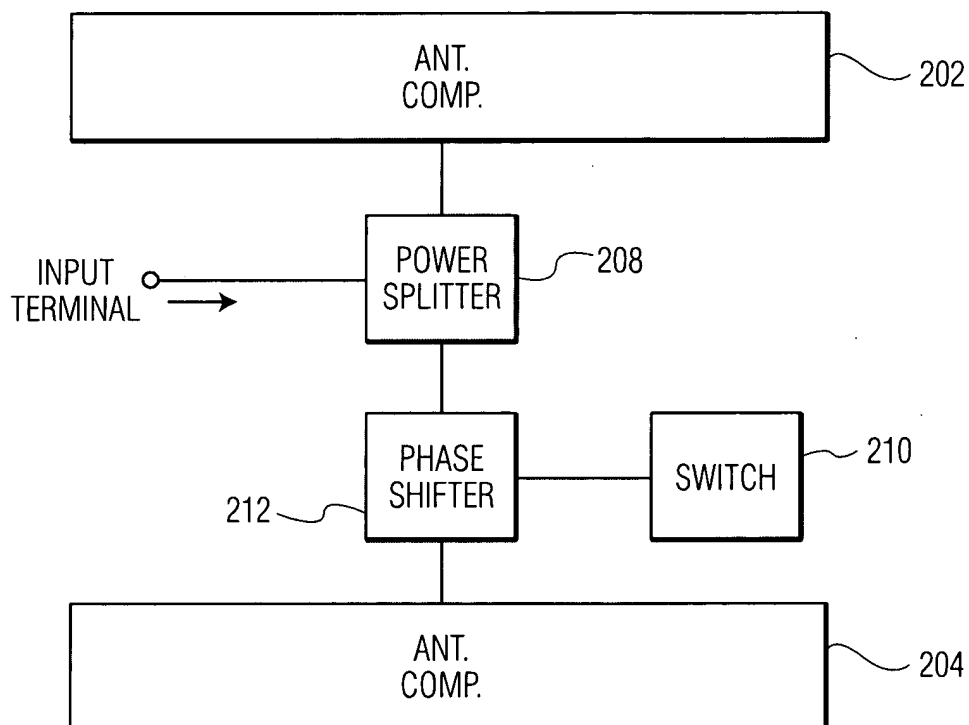 ANT.
COMP.
202
INPUT
TERMINAL
POWER
SPLITTER
208
PHASE
SHIFTER
212
SWITCH
210
ANT.
COMP.
204